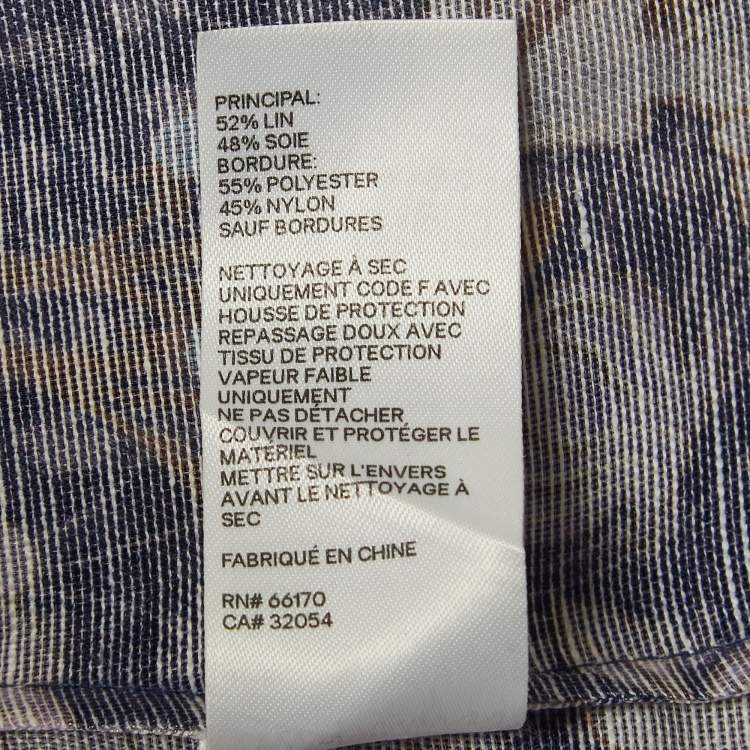 PRINCIPAL:
52% LIN
48% SOIE
BORDURE:
55% POLYESTER
45% NYLON
SAUF BORDURES
NETTOYAGE À SEC
UNIQUEMENT CODE F AVEC
HOUSSE DE PROTECTION
REPASSAGE DOUX AVEC
TISSU DE PROTECTION
VAPEUR FAIBLE
UNIQUEMENT
NE PAS DÉTACHER
COUVRIR ET PROTÉGER LE
MATÉRIEL
METTRE SUR L'ENVERS
AVANT LE NETTOYAGE À
SEC
FABRIQUÉ EN CHINE
RN# 66170
CA# 32054